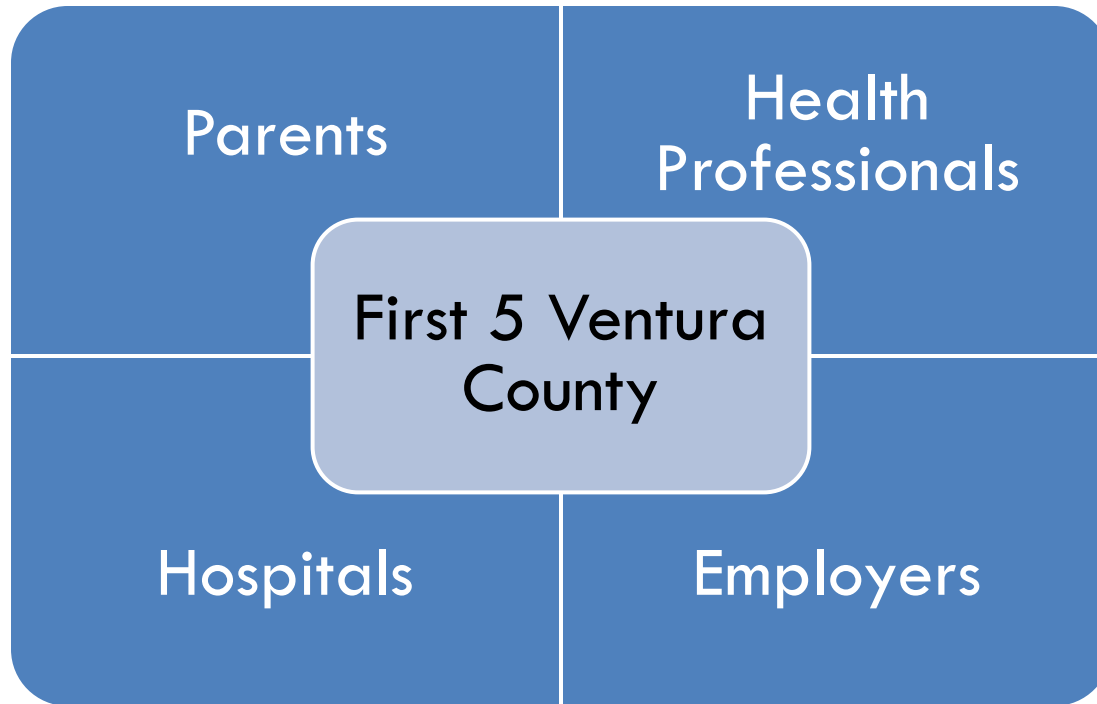 Parents
Health
Professionals
First 5 Ventura
County
Hospitals
Employers